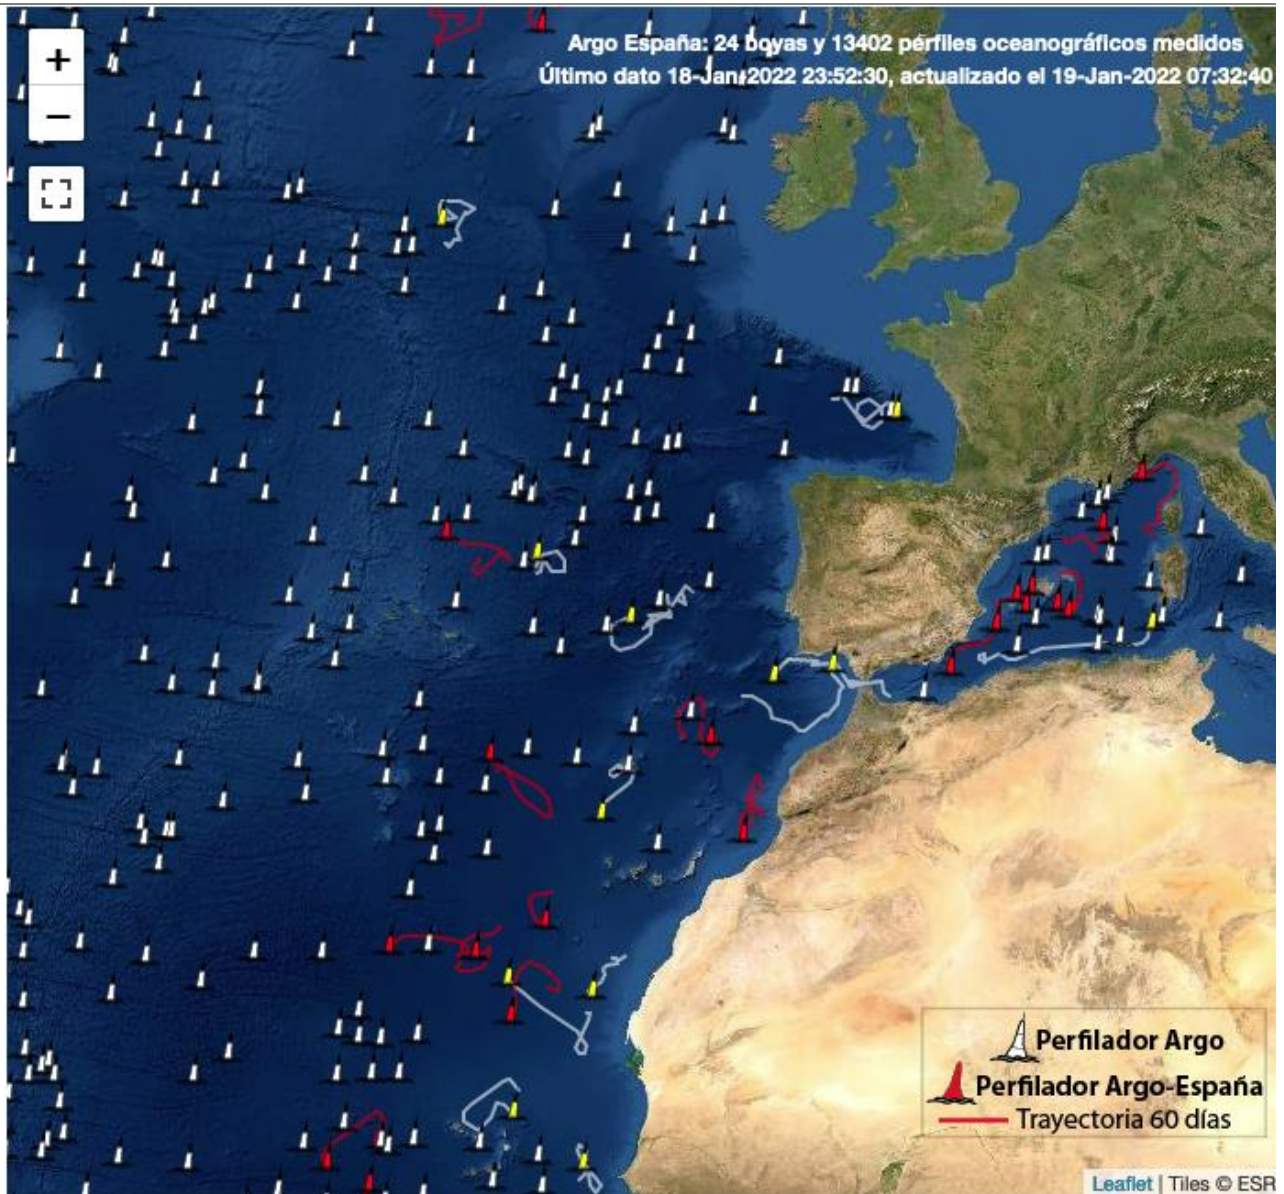 +
Argo España: 24 boyas y 13402 perfiles oceanográficos medidos
Último dato 18-Jan-2022 23:52:30, actualizado el 19-Jan-2022 07:32:40
−
Perfilador Argo
Perfilador Argo-España
Trayectoria 60 días
Leaflet | Tiles © ESR